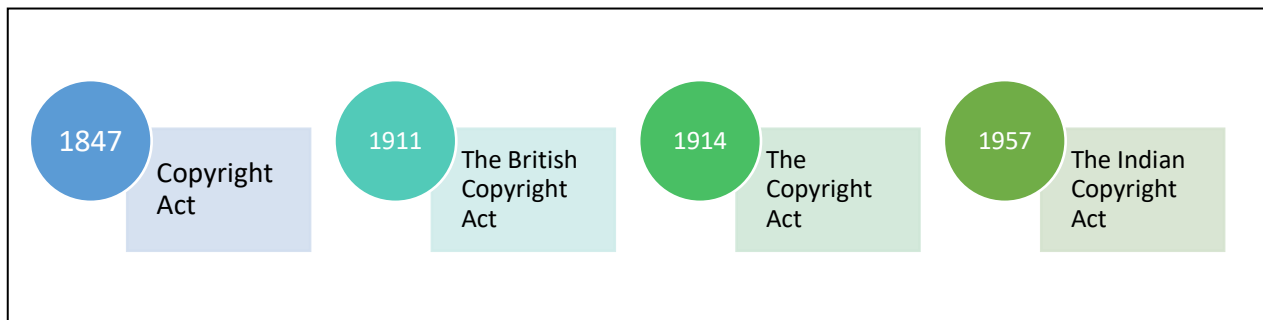 1847
Copyright
Act
1911
The British
Copyright
Act
1914
The
Copyright
Act
1957
The Indian
Copyright
Act